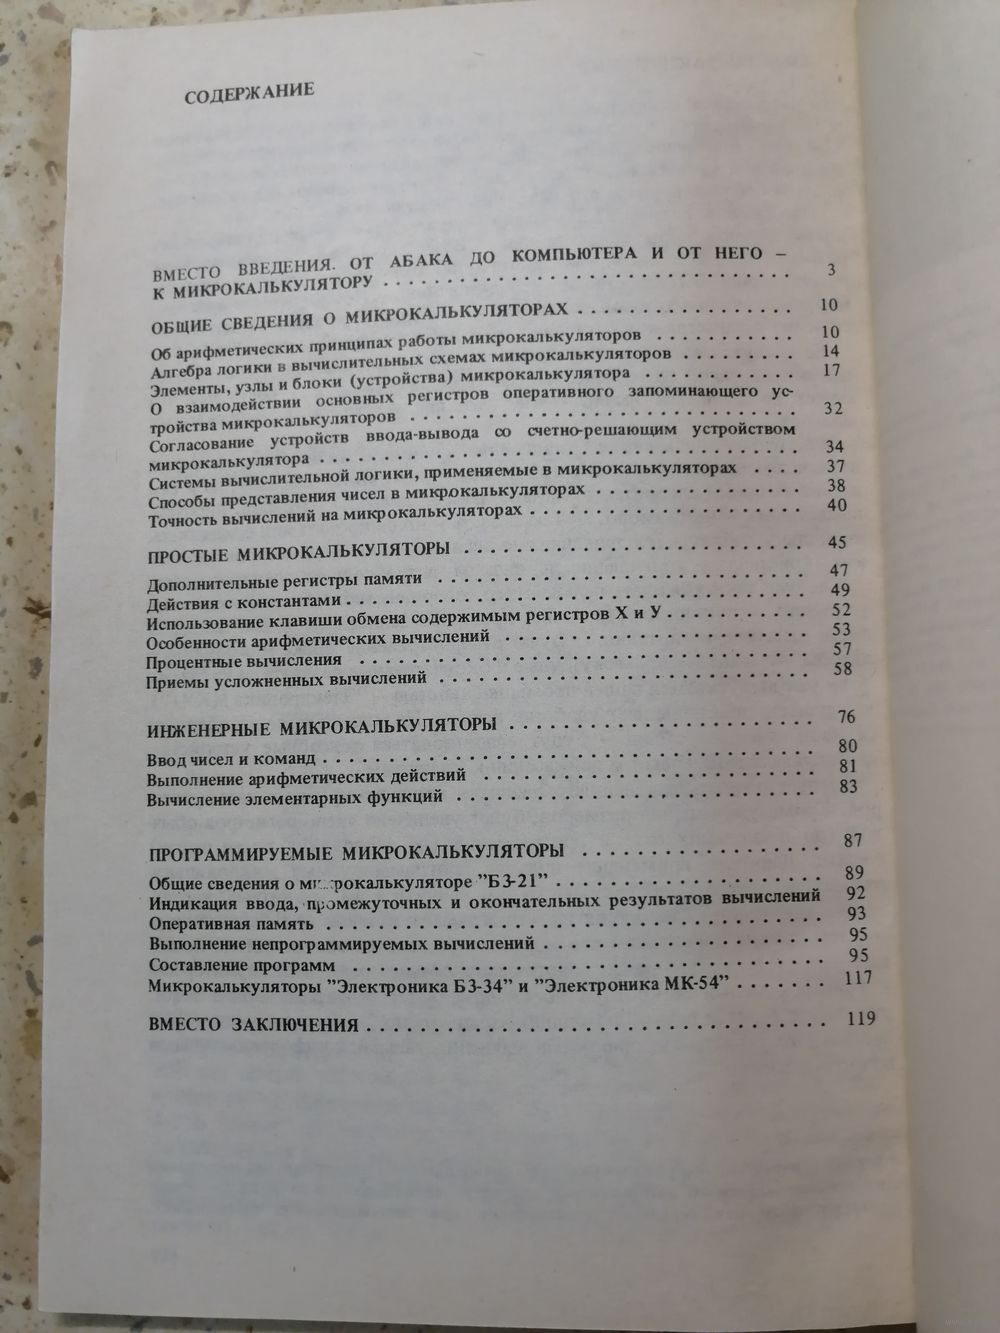 СОДЕРЖАНИЕ
ВМЕСТО ВВЕДЕНИЯ. ОТ АБАКА ДО КОМПЬЮТЕРА И ОТ НЕГО –
К МИКРОКАЛЬКУЛЯТОРУ . . . . . . . . . . . . . . . . . . . . . . . . . . 3
ОБЩИЕ СВЕДЕНИЯ О МИКРОКАЛЬКУЛЯТОРАХ . . . . . . . . . . . . . 10
Об арифметических принципах работы микрокалькуляторов . . . . . . . . . 10
Алгебра логики в вычислительных схемах микрокалькуляторов . . . . . . . 14
Элементы, узлы и блоки (устройства) микрокалькулятора . . . . . . . . . . 17
О взаимодействии основных регистров оперативного запоминающего ус-
тройства микрокалькуляторов . . . . . . . . . . . . . . . . . . . . . . . . 32
Согласование устройств ввода-вывода со счетно-решающим устройством
микрокалькулятора . . . . . . . . . . . . . . . . . . . . . . . . . . . . . 34
Системы вычислительной логики, применяемые в микрокалькуляторах . . . . 37
Способы представления чисел в микрокалькуляторах . . . . . . . . . . . . . 38
Точность вычислений на микрокалькуляторах . . . . . . . . . . . . . . . . . 40
ПРОСТЫЕ МИКРОКАЛЬКУЛЯТОРЫ . . . . . . . . . . . . . . . . . . . . . 45
Дополнительные регистры памяти . . . . . . . . . . . . . . . . . . . . . . 47
Действия с константами . . . . . . . . . . . . . . . . . . . . . . . . . . . 49
Использование клавиши обмена содержимым регистров X и У . . . . . . . . . 52
Особенности арифметических вычислений . . . . . . . . . . . . . . . . . . . 53
Процентные вычисления . . . . . . . . . . . . . . . . . . . . . . . . . . . 57
Приемы усложненных вычислений . . . . . . . . . . . . . . . . . . . . . . . 58
ИНЖЕНЕРНЫЕ МИКРОКАЛЬКУЛЯТОРЫ . . . . . . . . . . . . . . . . . . . 76
Ввод чисел и команд . . . . . . . . . . . . . . . . . . . . . . . . . . . . . 80
Выполнение арифметических действий . . . . . . . . . . . . . . . . . . . . . 81
Вычисление элементарных функций . . . . . . . . . . . . . . . . . . . . . . 83
ПРОГРАММИРУЕМЫЕ МИКРОКАЛЬКУЛЯТОРЫ . . . . . . . . . . . . . . . 87
Общие сведения о микрокалькуляторе "БЗ-21" . . . . . . . . . . . . . . . . . 89
Индикация ввода, промежуточных и окончательных результатов вычислений 92
Оперативная память . . . . . . . . . . . . . . . . . . . . . . . . . . . . . 93
Выполнение непрограммируемых вычислений . . . . . . . . . . . . . . . . . 95
Составление программ . . . . . . . . . . . . . . . . . . . . . . . . . . . . 95
Микрокалькуляторы "Электроника БЗ-34" и "Электроника МК-54" . . . . . . . 117
ВМЕСТО ЗАКЛЮЧЕНИЯ . . . . . . . . . . . . . . . . . . . . . . . . . . . . 119